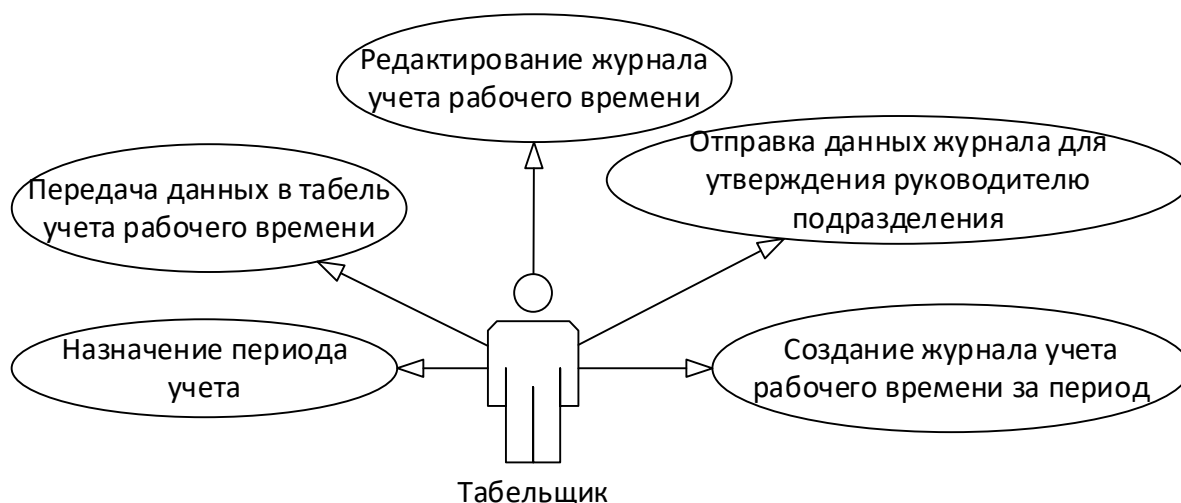 Редактирование журнала
учета рабочего времени
Отправка данных журнала для
утверждения руководителю
подразделения
Передача данных в табель
учета рабочего времени
Назначение периода
учета
Создание журнала учета
рабочего времени за период
Табельщик